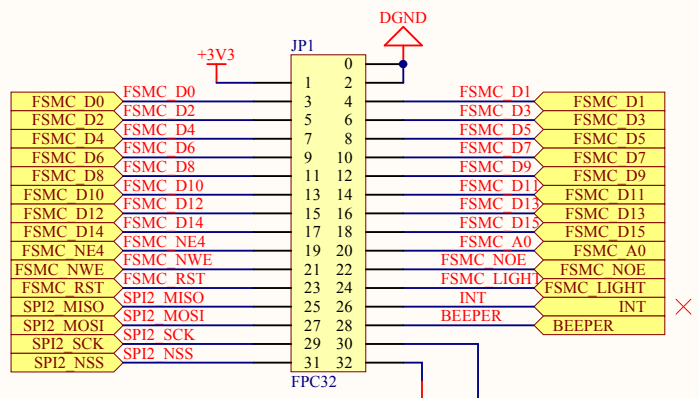 DGND
JP1
+3V3
0
1 2
FSMC_D0 FSMC_D0 3 4 FSMC_D1 FSMC_D1
FSMC_D2 FSMC_D2 5 6 FSMC_D3 FSMC_D3
FSMC_D4 FSMC_D4 7 8 FSMC_D5 FSMC_D5
FSMC_D6 FSMC_D6 9 10 FSMC_D7 FSMC_D7
FSMC_D8 FSMC_D8 11 12 FSMC_D9 FSMC_D9
FSMC_D10 FSMC_D10 13 14 FSMC_D11 FSMC_D11
FSMC_D12 FSMC_D12 15 16 FSMC_D13 FSMC_D13
FSMC_D14 FSMC_D14 17 18 FSMC_D15 FSMC_D15
FSMC_NE4 FSMC_NE4 19 20 FSMC_A0 FSMC_A0
FSMC_NWE FSMC_NWE 21 22 FSMC_NOE FSMC_NOE
FSMC_RST FSMC_RST 23 24 FSMC_LIGHT FSMC_LIGHT
SPI2_MISO SPI2_MISO 25 26 INT INT
SPI2_MOSI SPI2_MOSI 27 28 BEEPER BEEPER
SPI2_SCK SPI2_SCK 29 30
SPI2_NSS SPI2_NSS 31 32
FPC32